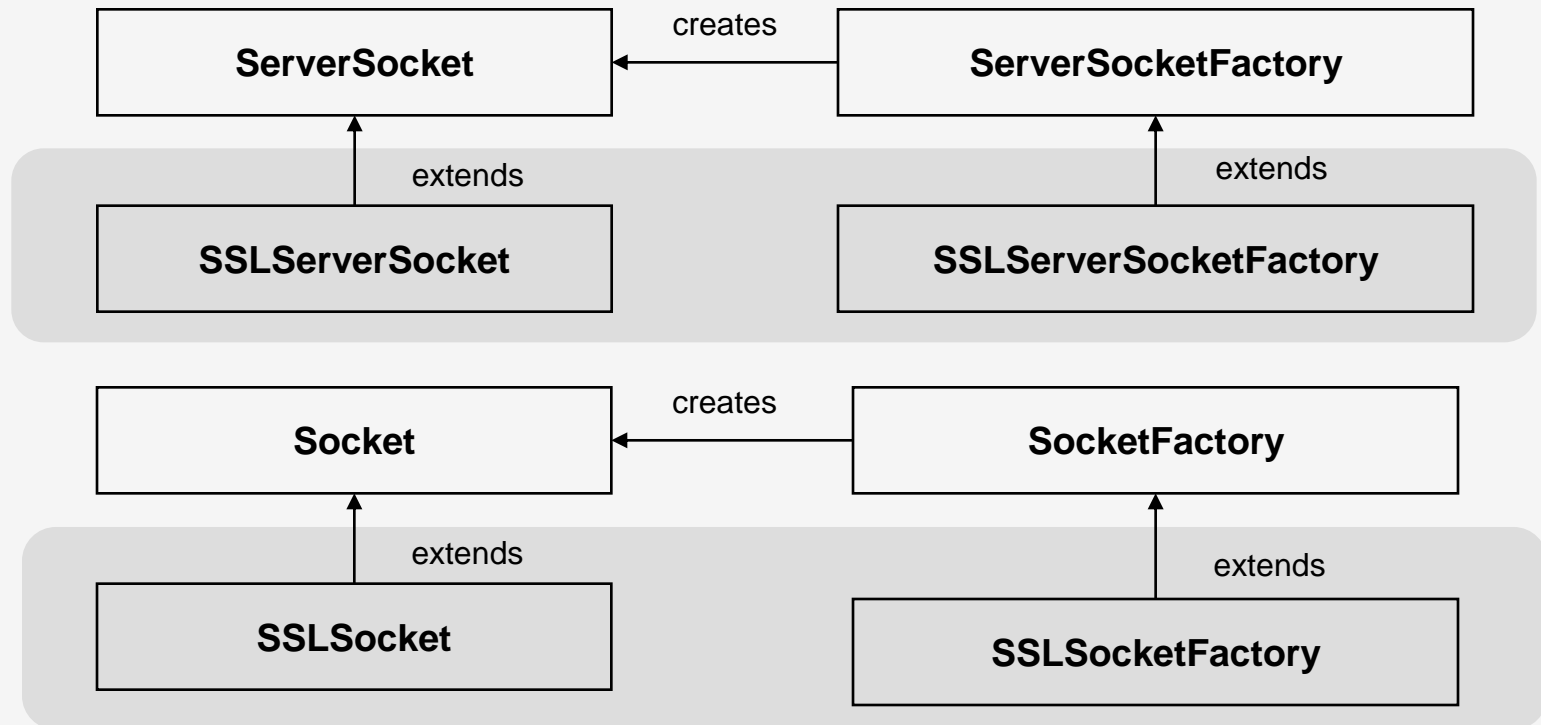 creates
ServerSocket
ServerSocketFactory
extends
extends
SSLServerSocket
SSLServerSocketFactory
creates
Socket
SocketFactory
extends
extends
SSLSocket
SSLSocketFactory